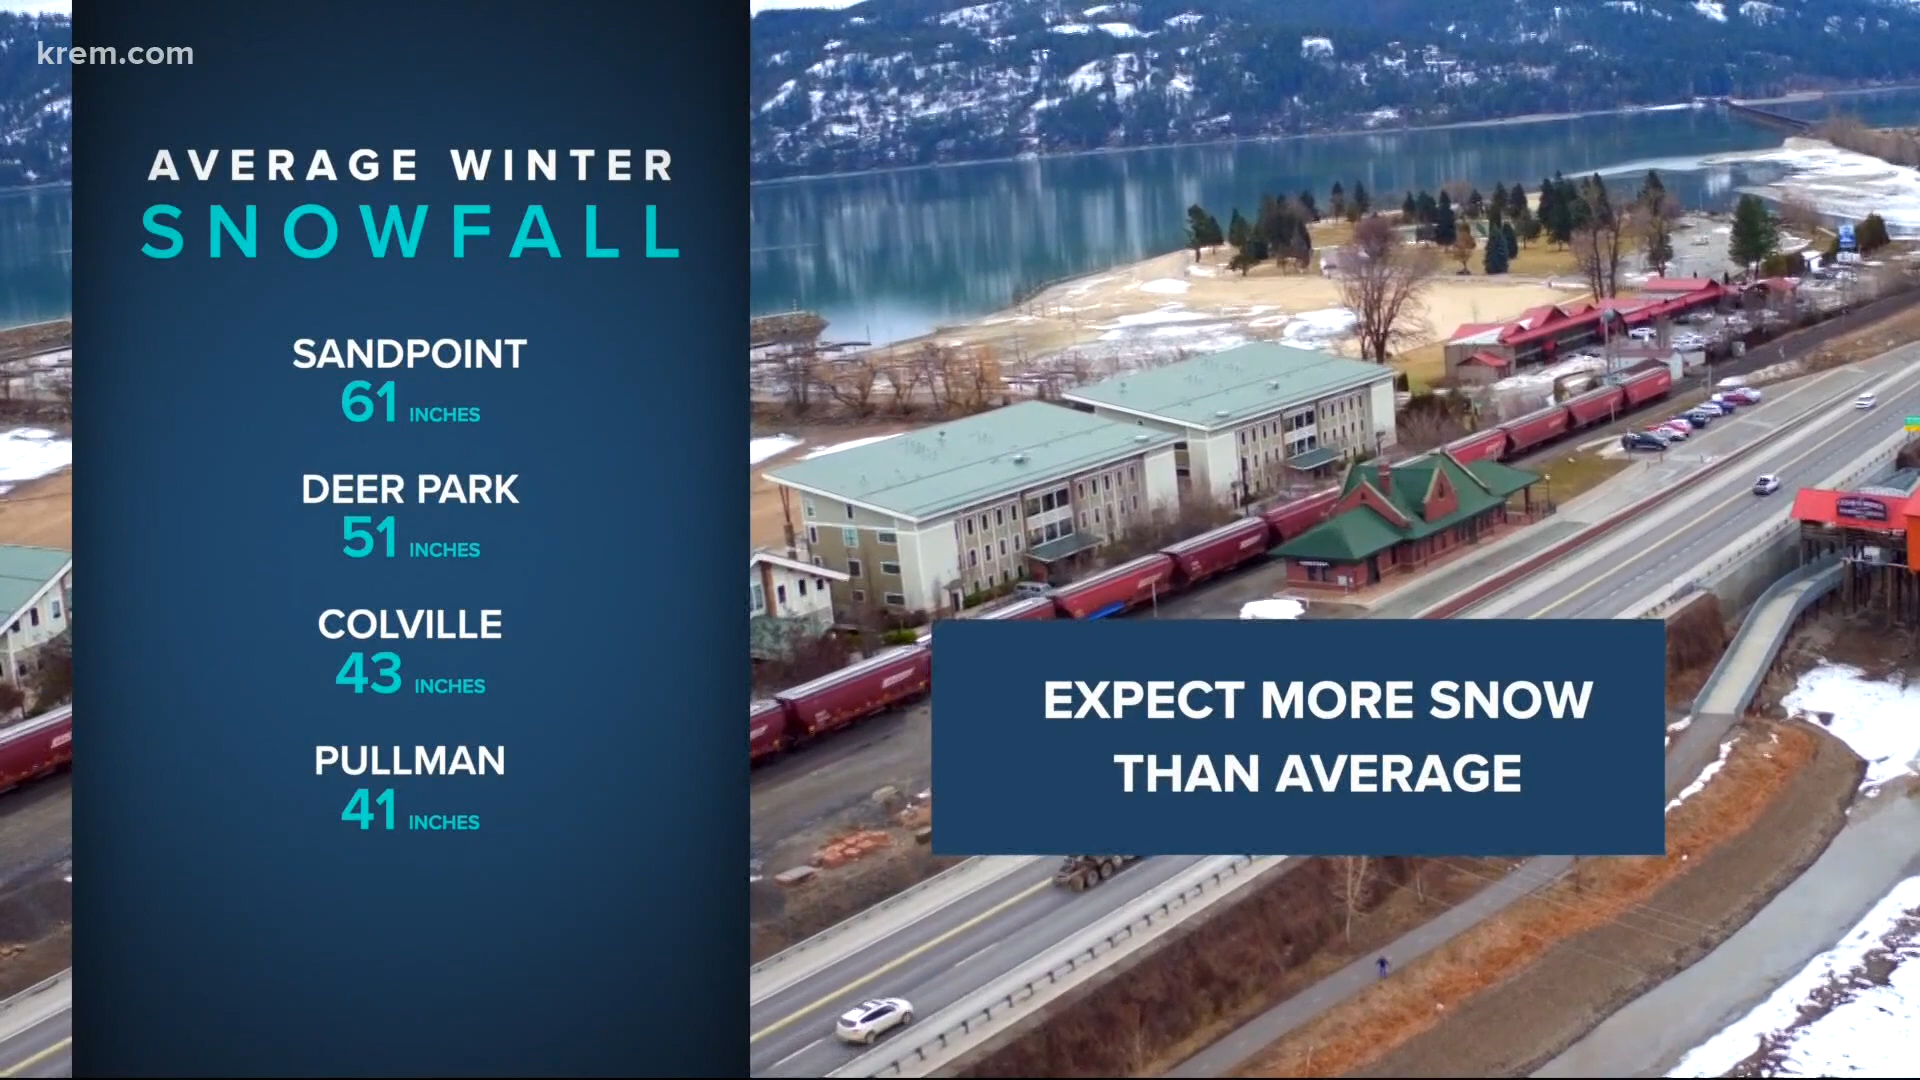 krem.com
AVERAGE WINTER
SNOWFALL
SANDPOINT
61 INCHES
DEER PARK
51 INCHES
COLVILLE
43 INCHES
PULLMAN
41 INCHES
EXPECT MORE SNOW
THAN AVERAGE